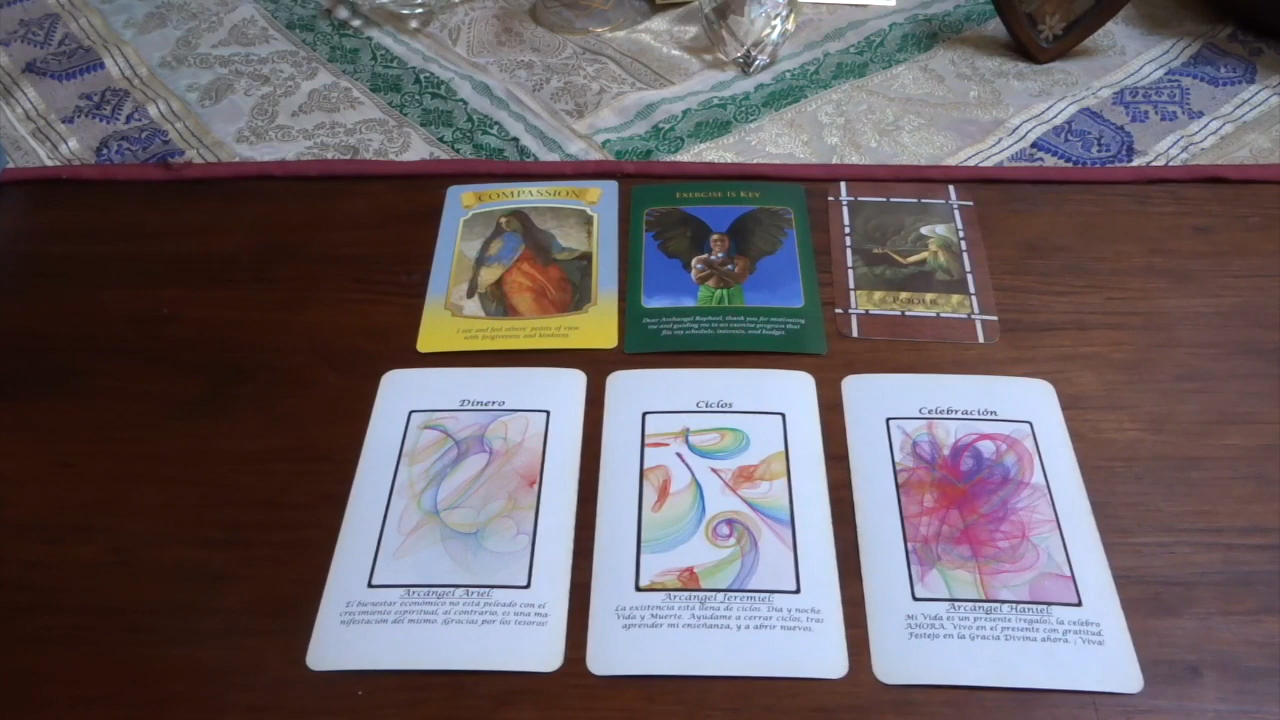 COMPASSION
I see and feel others' points of view
with forgiveness and kindness.
EXERCISE IS KEY
Dear Archangel Raphael, thank you for motivating
me and guiding me to an exercise program that
fits my schedule, interests, and budget.
PODER
Dinero
Arcángel Ariel:
El bienestar económico no está peleado con el
crecimiento espiritual, al contrario, es una ma-
nifestación del mismo. ¡Gracias por los tesoros!
Ciclos
Arcángel Jeremiel:
La existencia está llena de ciclos. Día y noche.
Vida y Muerte. Ayúdame a cerrar ciclos, tras
aprender mi enseñanza, y a abrir nuevos.
Celebración
Arcángel Haniel:
Mi Vida es un presente (regalo), la celebro
AHORA. Vivo en el presente con gratitud.
Festejo en la Gracia Divina ahora. ¡ Viva!